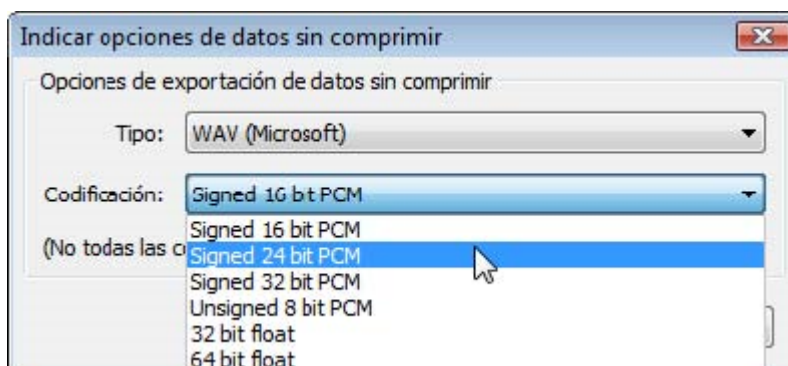 Indicar opciones de datos sin comprimir
Opciones de exportación de datos sin comprimir
Tipo: WAV (Microsoft)
Codificación: Signed 16 bit PCM
Signed 16 bit PCM
(No todas las
Signed 24 bit PCM
Signed 32 bit PCM
Unsigned 8 bit PCM
32 bit float
64 bit float